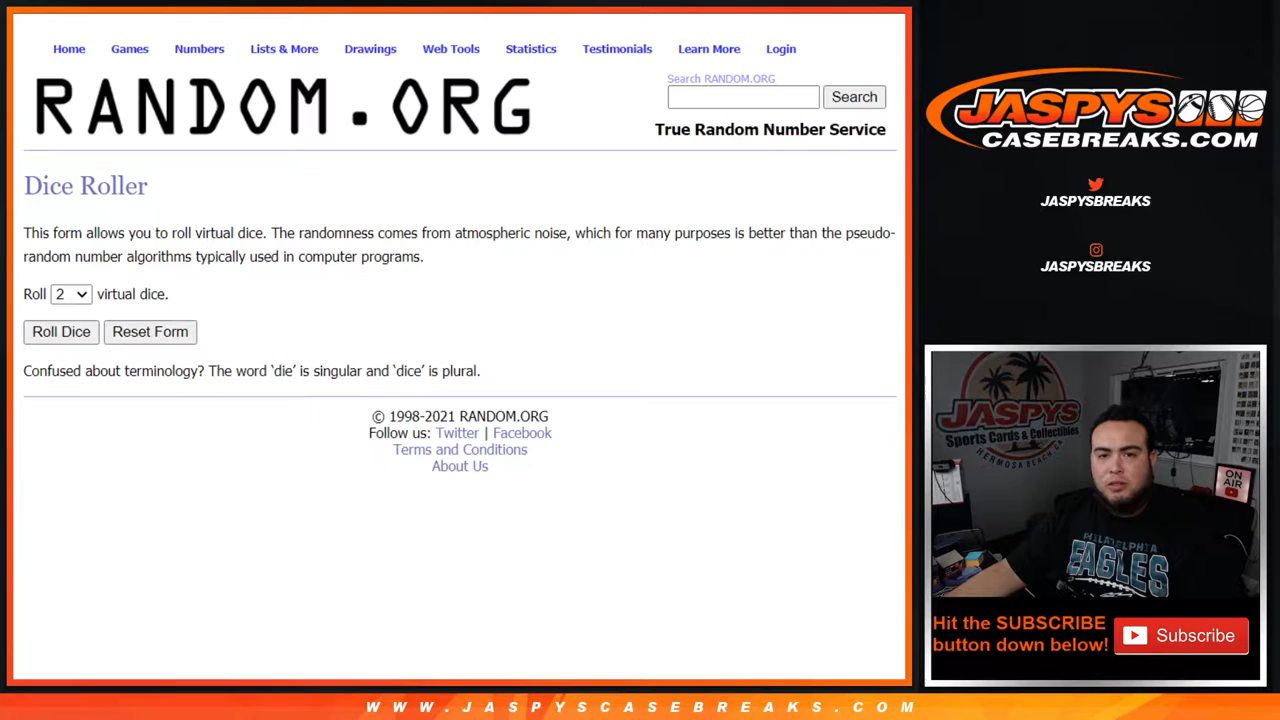 Home Games Numbers Lists & More Drawings Web Tools Statistics Testimonials Learn More Login
RANDOM.ORG
Search RANDOM.ORG
Search
True Random Number Service
Dice Roller
This form allows you to roll virtual dice. The randomness comes from atmospheric noise, which for many purposes is better than the pseudo-
random number algorithms typically used in computer programs.
Roll 2 virtual dice.
Roll Dice Reset Form
Confused about terminology? The word ‘die’ is singular and ‘dice’ is plural.
© 1998-2021 RANDOM.ORG
Follow us: Twitter | Facebook
Terms and Conditions
About Us
JASPYS
CASEBREAKS.COM
JASPYSBREAKS
JASPYSBREAKS
JASPYS
Sports Cards & Collectibles
HERMOSA BEACH CA
ON
AIR
PHILADELPHIA
EAGLES
Hit the SUBSCRIBE
button down below!
Subscribe
WWW.JASPYSCASEBREAKS.COM